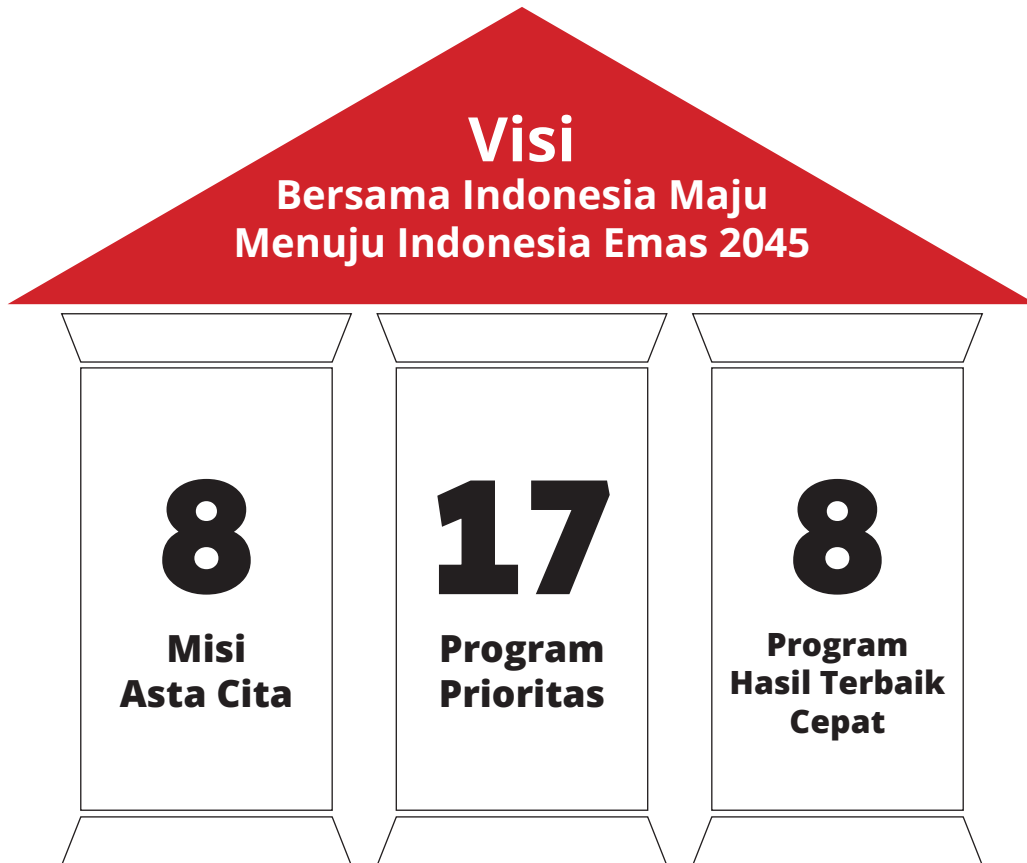 Visi
Bersama Indonesia Maju
Menuju Indonesia Emas 2045
8
Misi
Asta Cita
17
Program
Prioritas
8
Program
Hasil Terbaik
Cepat